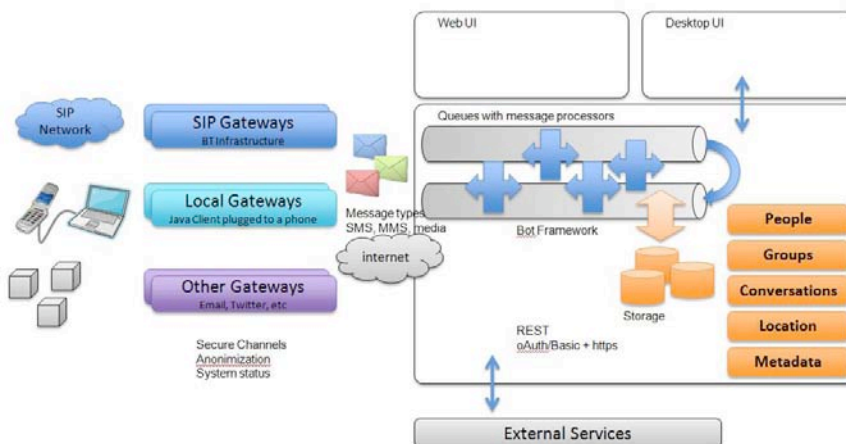 Web UI
Desktop UI
SIP
Network
SIP Gateways
BT Infrastructure
Queues with message processors
Local Gateways
Java Client plugged to a phone
Message types
SMS, MMS, media
internet
Bot Framework
Other Gateways
Email, Twitter, etc
Storage
People
Groups
Conversations
Location
Metadata
Secure Channels
Anonimization
System status
REST
oAuth/Basic + https
External Services